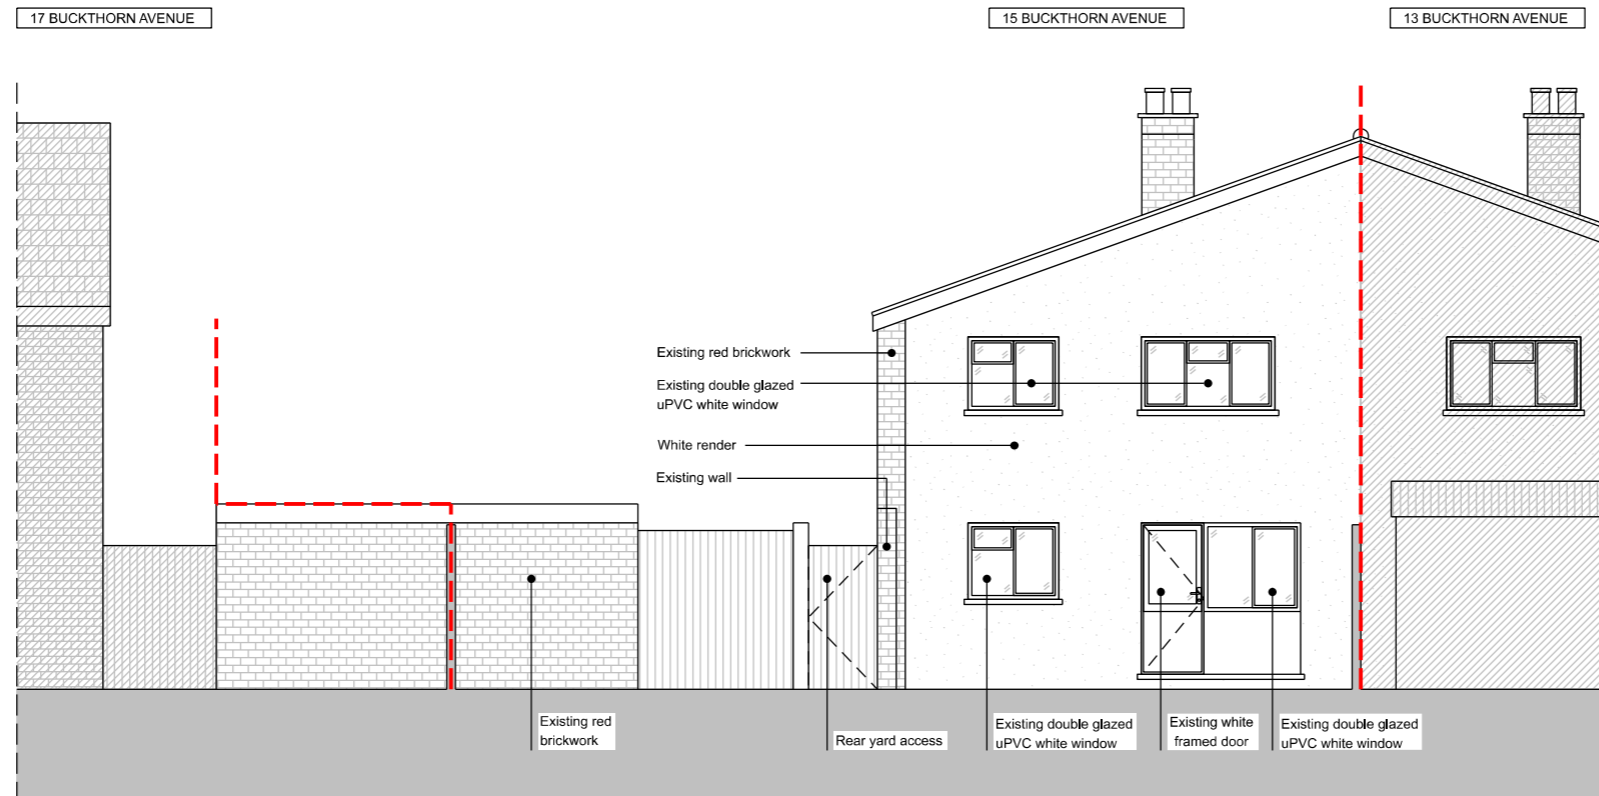 17 BUCKTHORN AVENUE
15 BUCKTHORN AVENUE
13 BUCKTHORN AVENUE
Existing red brickwork
Existing double glazed
uPVC white window
White render
Existing wall
Existing red
brickwork
Rear yard access
Existing double glazed
uPVC white window
Existing white
framed door
Existing double glazed
uPVC white window